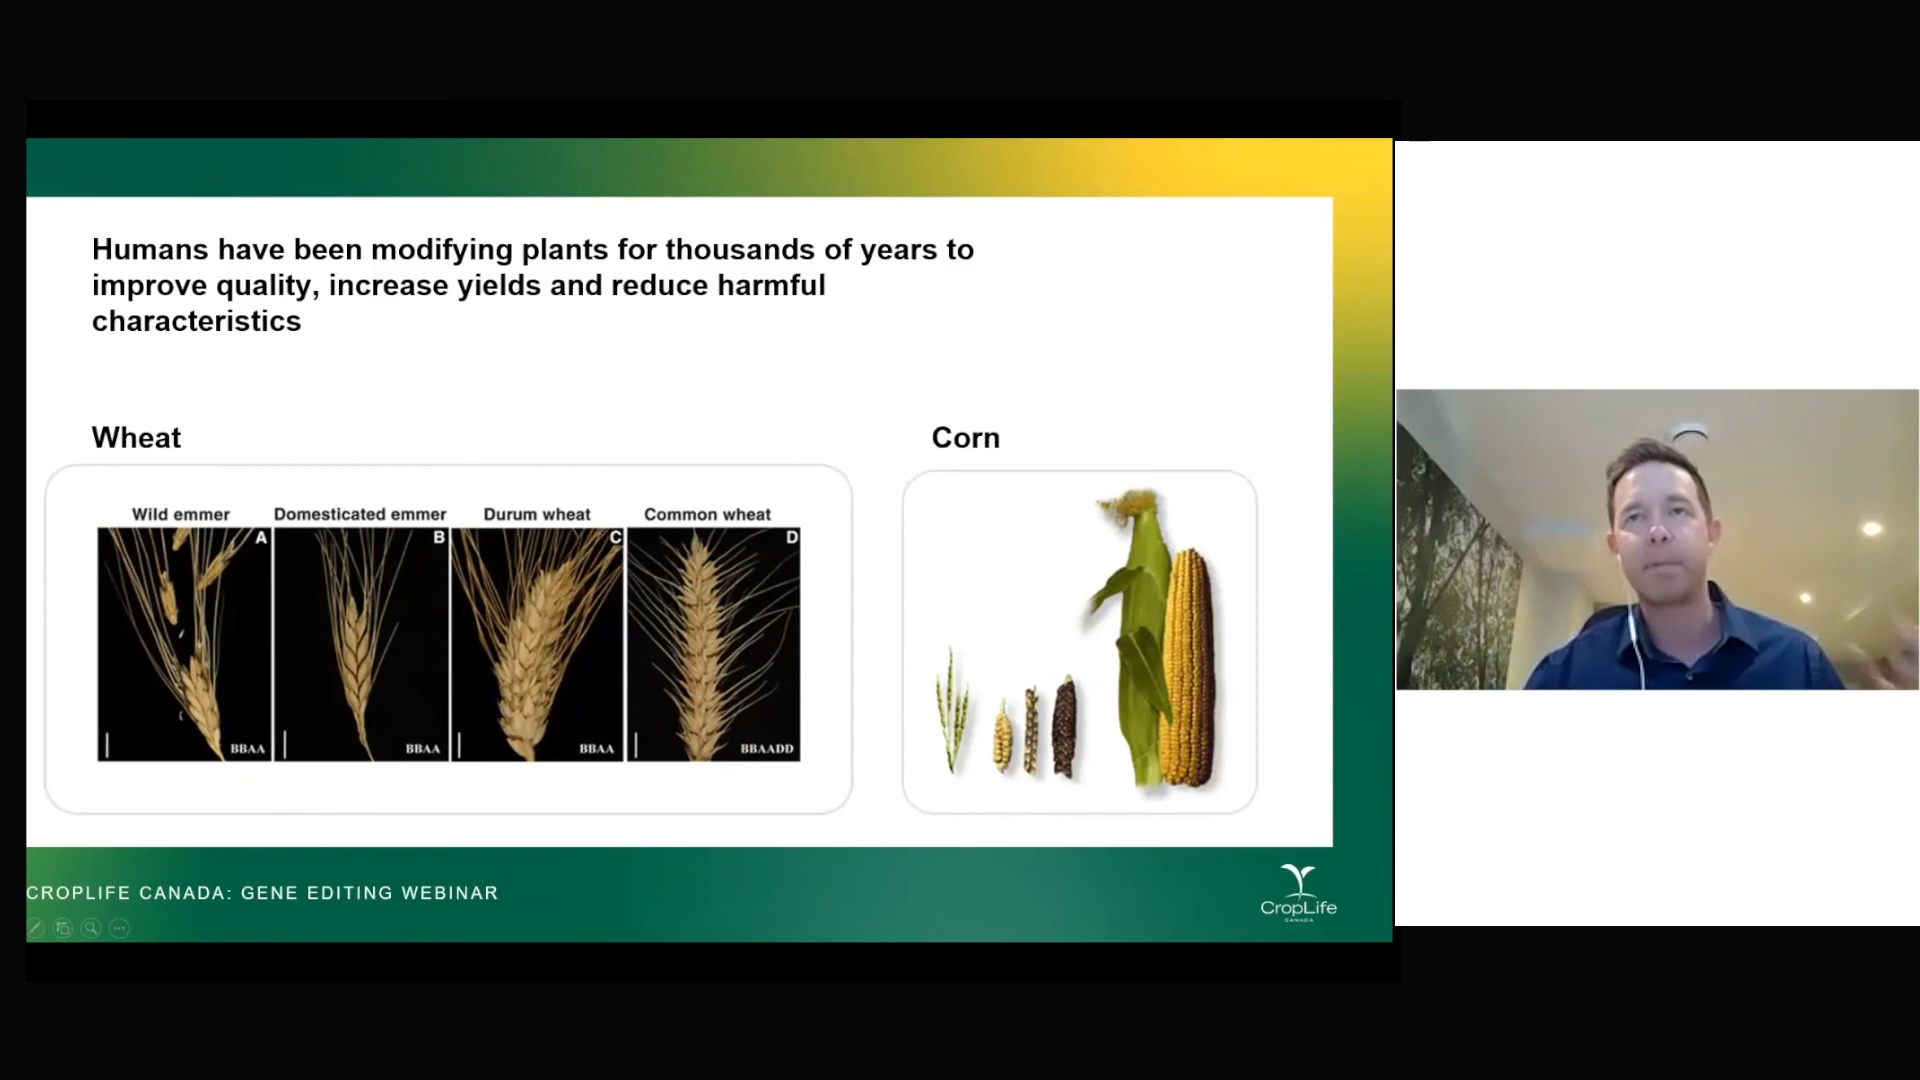 Humans have been modifying plants for thousands of years to
improve quality, increase yields and reduce harmful
characteristics
Wheat
Corn
Wild emmer
Domesticated emmer
Durum wheat
Common wheat
A
B
C
D
BBAA
BBAA
BBAA
BBAADD
CROPLIFE CANADA: GENE EDITING WEBINAR
CropLife
CANADA